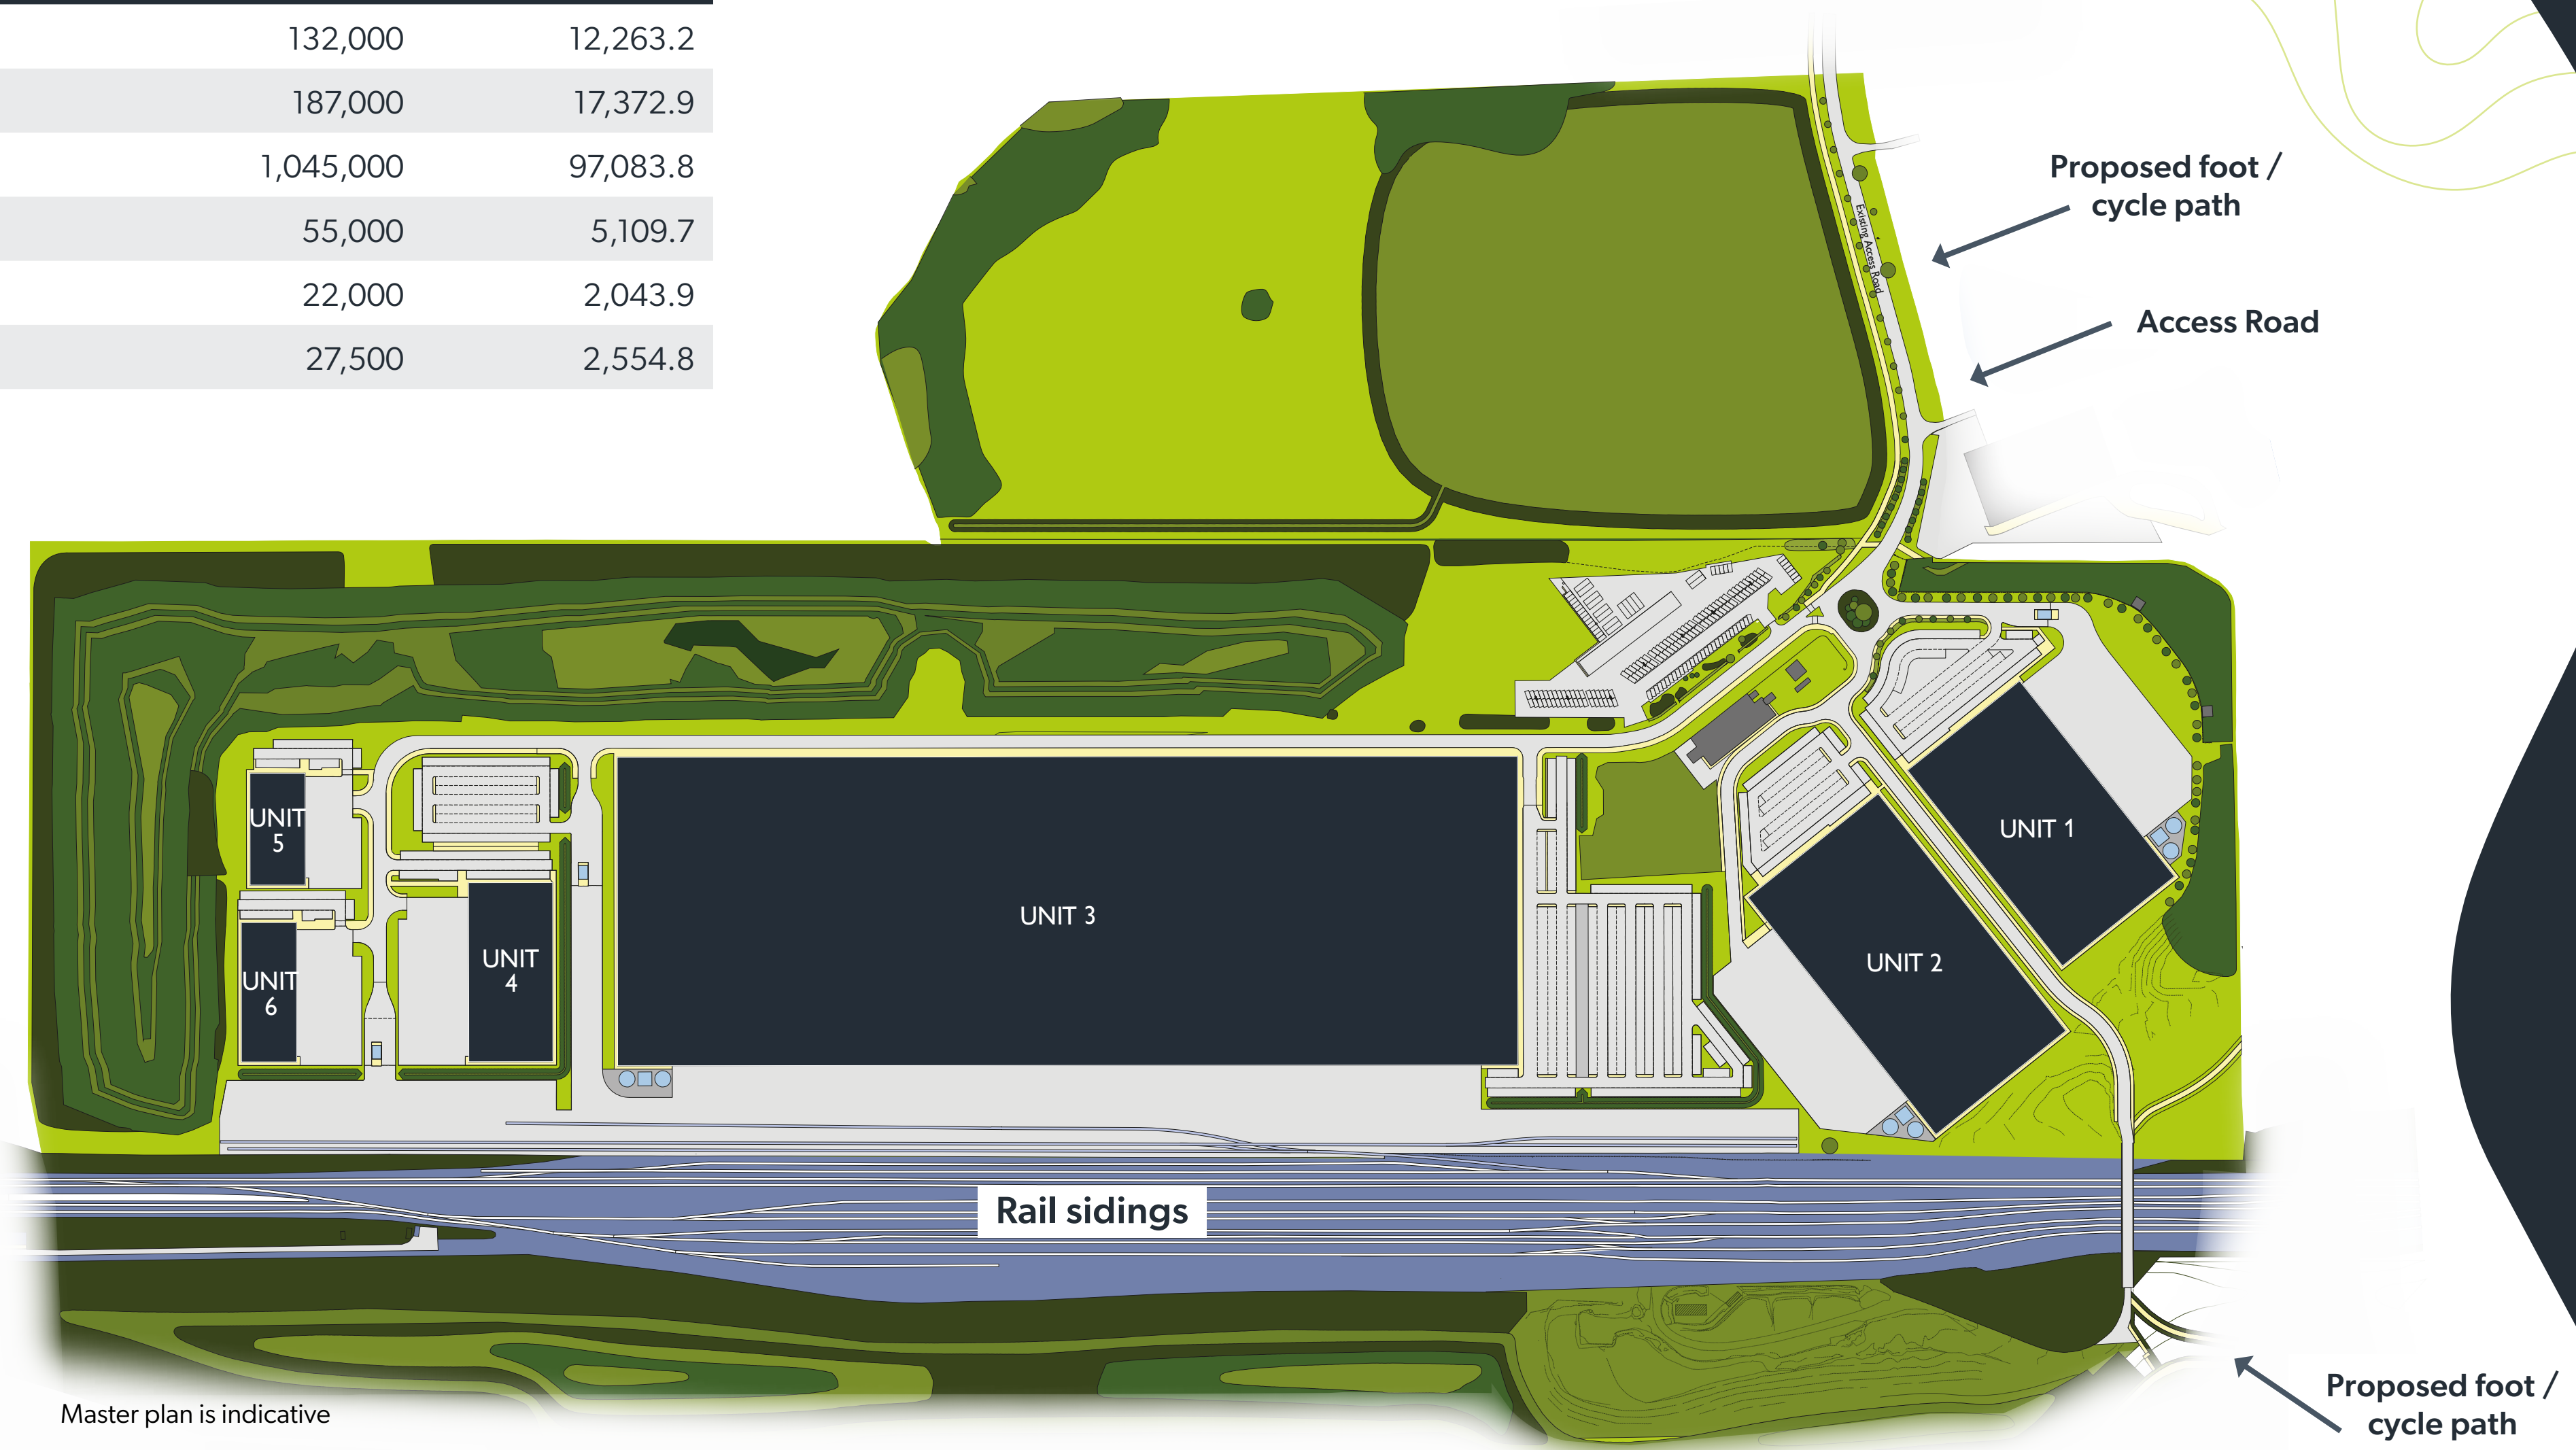 132,000 12,263.2
187,000 17,372.9
1,045,000 97,083.8
55,000 5,109.7
22,000 2,043.9
27,500 2,554.8
Proposed foot /
cycle path
Existing Access Road
Access Road
UNIT
5
UNIT 1
UNIT 3
UNIT
4
UNIT 2
UNIT
6
Rail sidings
Master plan is indicative
Proposed foot /
cycle path